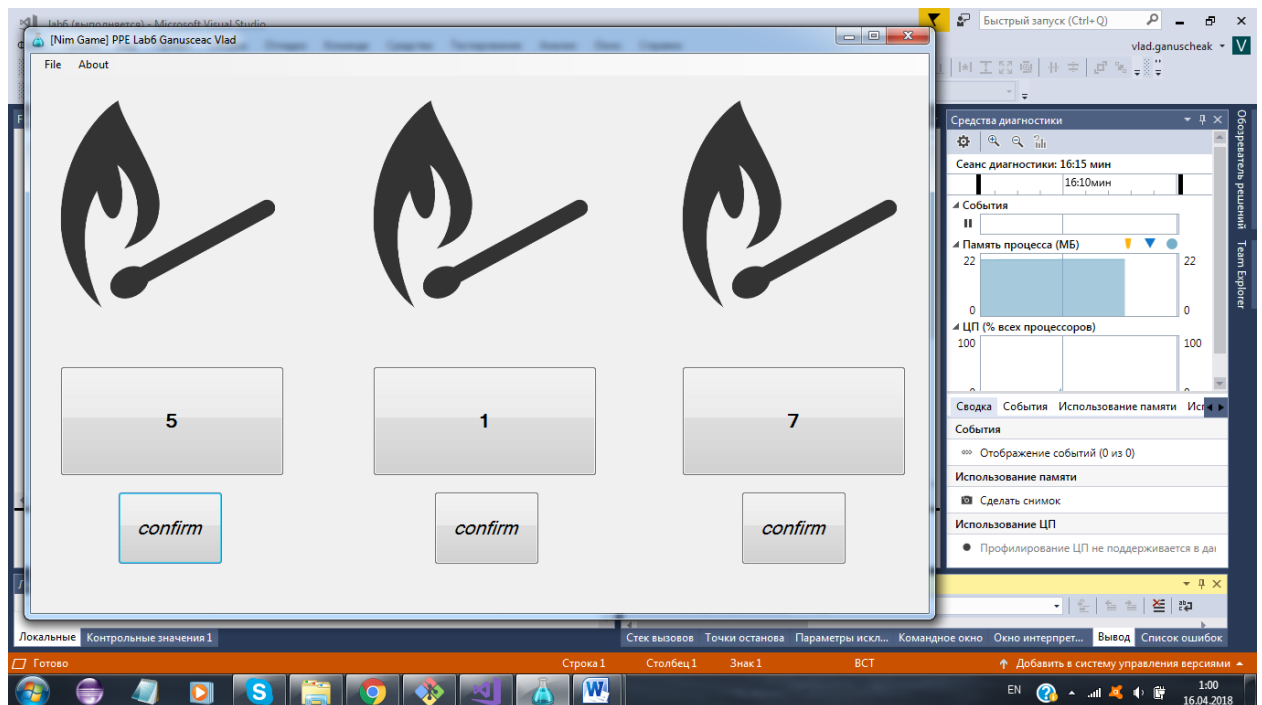 lab6 (выполняется) - Microsoft Visual Studio
Быстрый запуск (Ctrl+Q)
[Nim Game] PPE Lab6 Ganusceac Vlad
vlad.ganuscheak
V
File About
Средства диагностики
Сеанс диагностики: 16:15 мин
16:10мин
События
Память процесса (МБ)
22 22
0 0
ЦП (% всех процессоров)
100 100
Обозреватель решений
Team Explorer
5 1 7
confirm confirm confirm
Сводка События Использование памяти
События
Отображение событий (0 из 0)
Использование памяти
Сделать снимок
Использование ЦП
Профилирование ЦП не поддерживается в
Локальные Контрольные значения 1
Стек вызовов Точки останова Параметры искл... Командное окно Окно интерпрет... Вывод Список ошибок
Готово Строка 1 Столбец 1 Знак 1 ВСТ Добавить в систему управления версиями
EN 1:00
16.04.2018